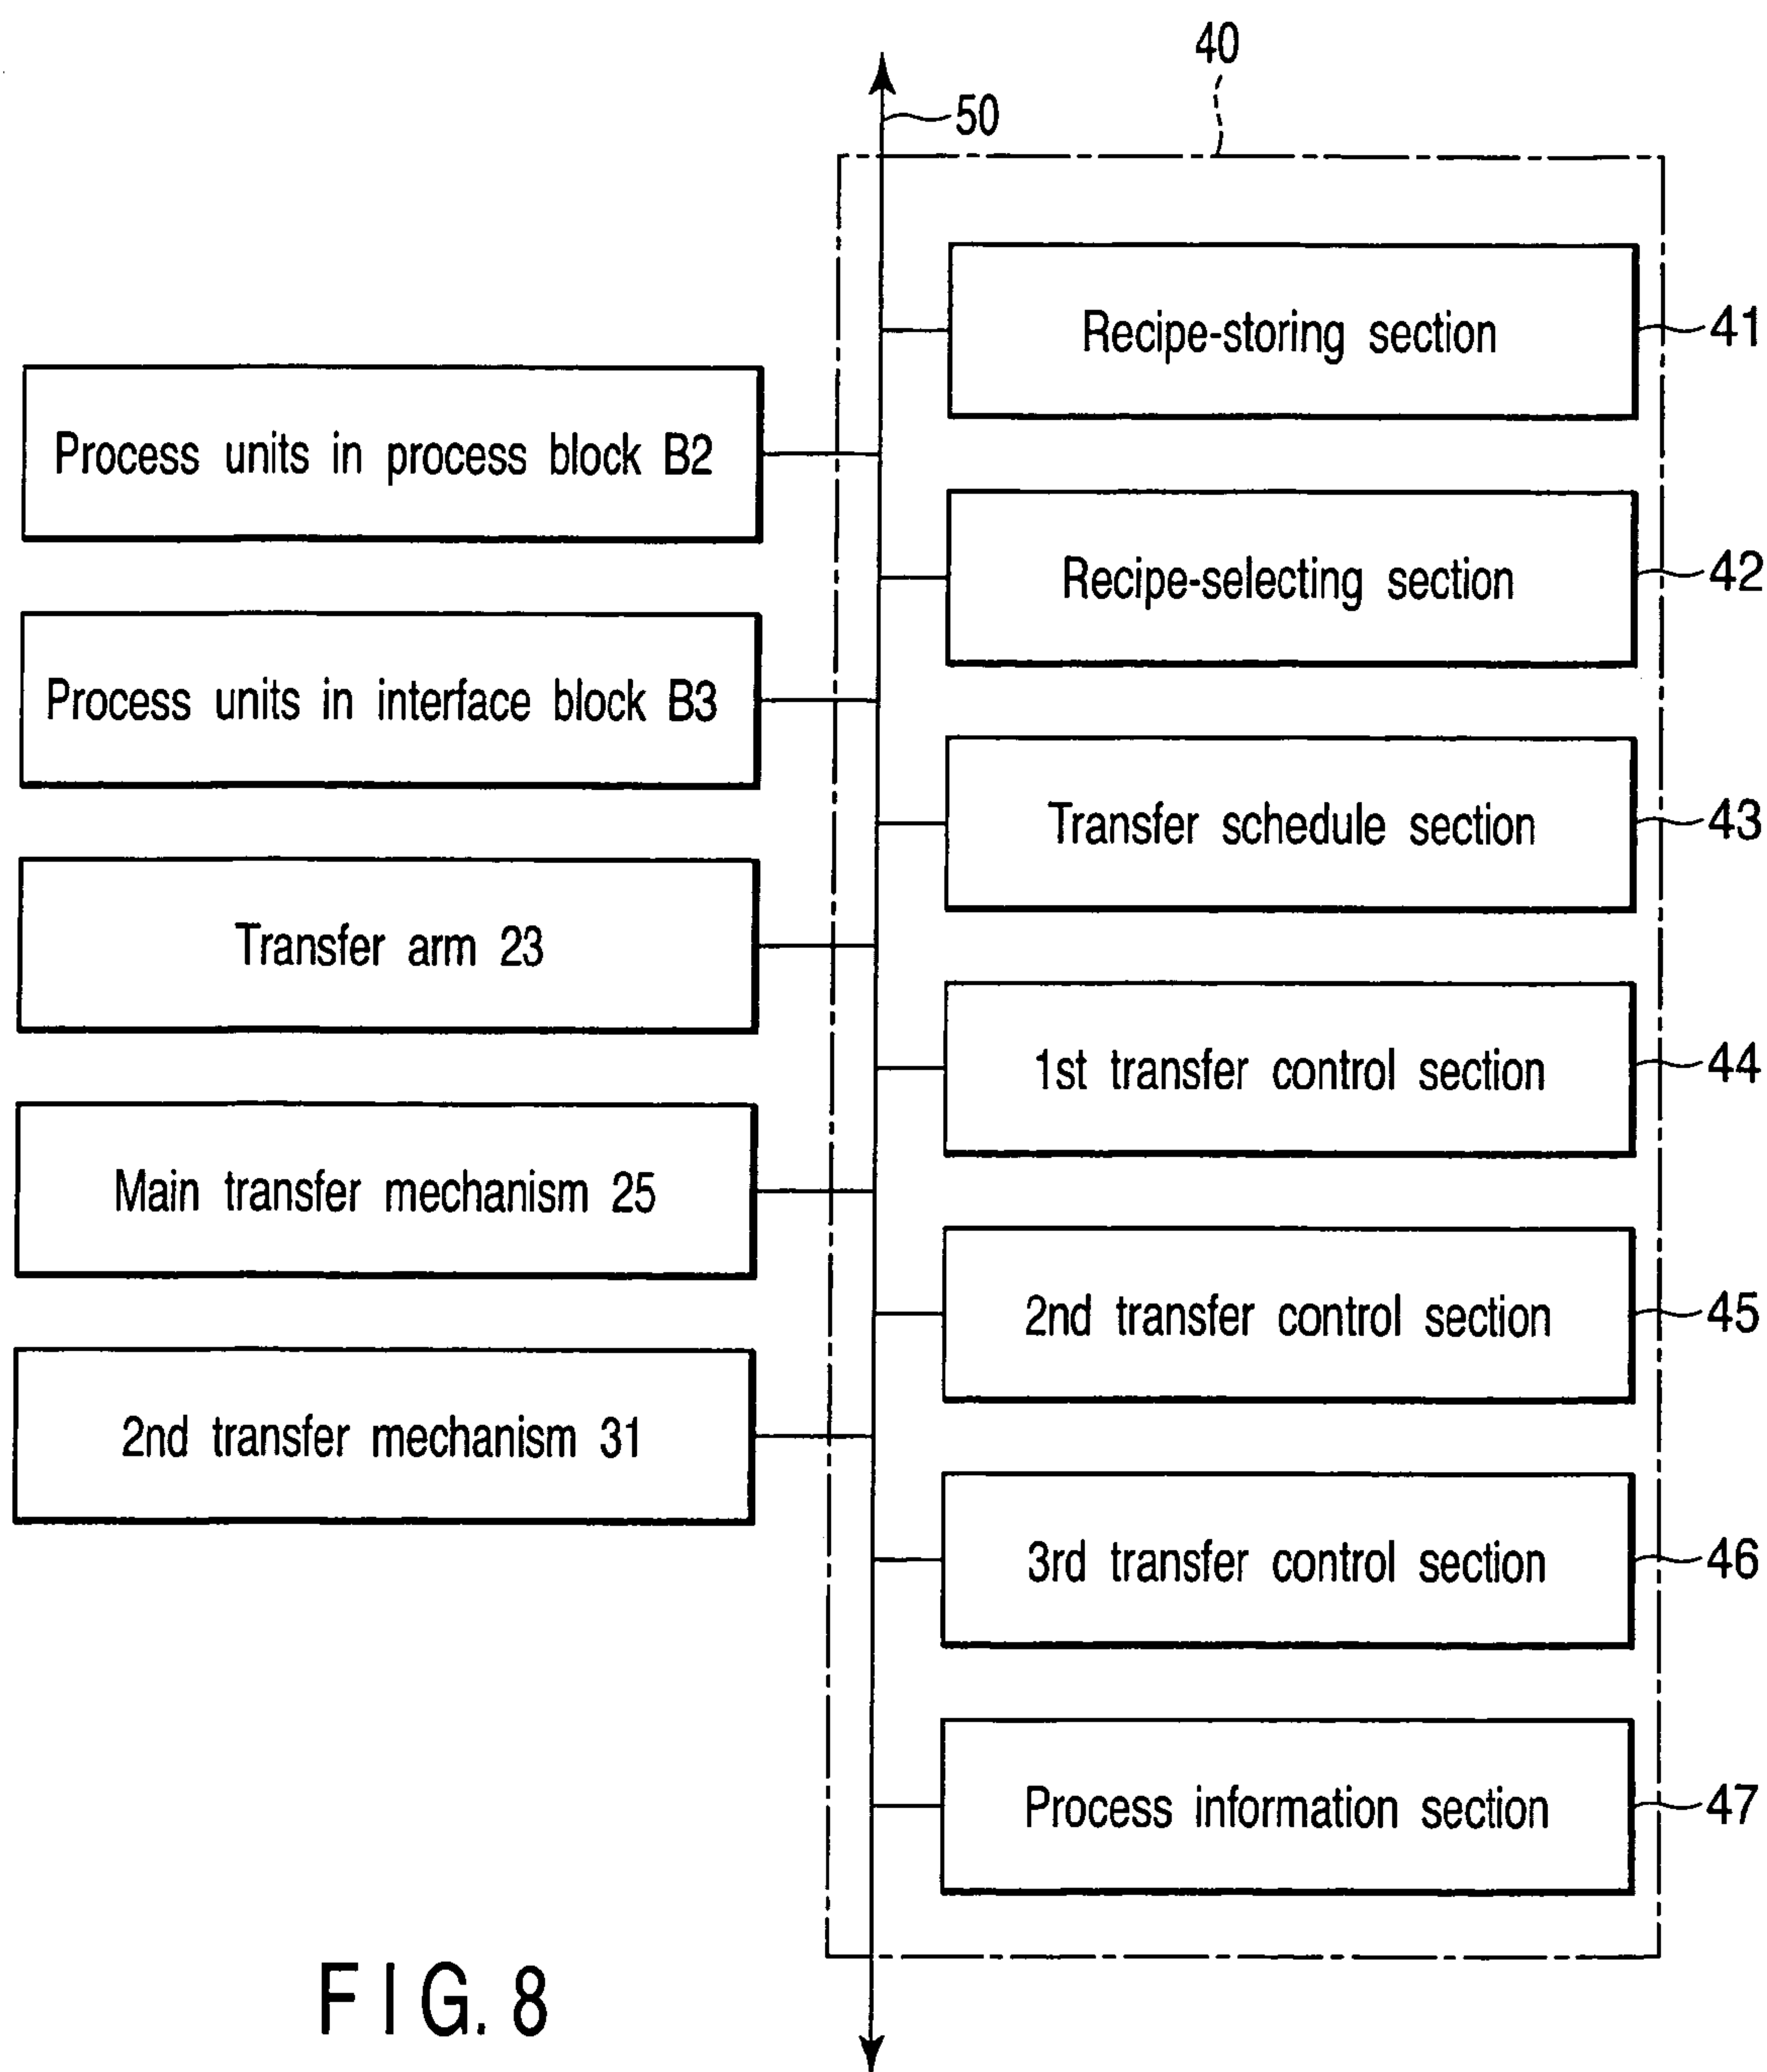 40
50
Recipe-storing section
41
Process units in process block B2
Recipe-selecting section
42
Process units in interface block B3
Transfer schedule section
43
Transfer arm 23
1st transfer control section
44
Main transfer mechanism 25
2nd transfer control section
45
2nd transfer mechanism 31
3rd transfer control section
46
Process information section
47
FIG. 8